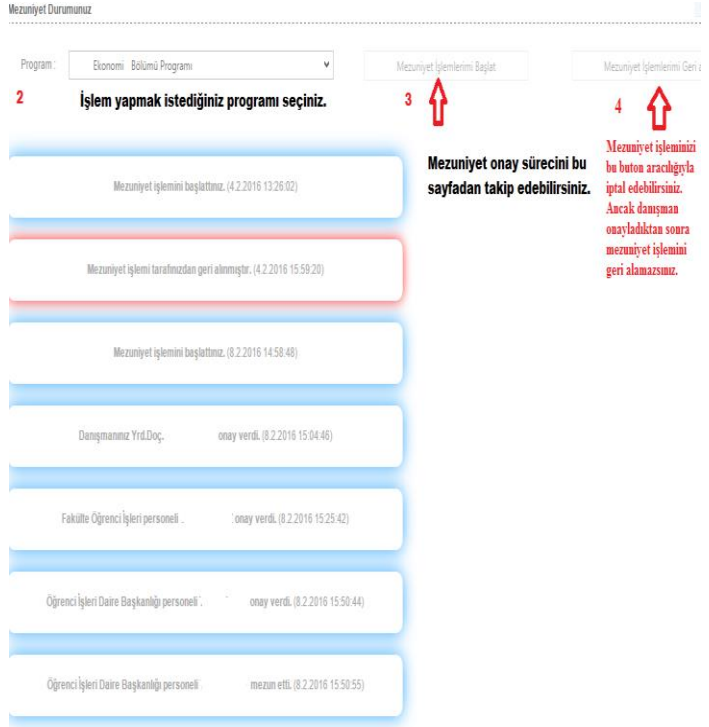 Mezuniyet Durumunuz
Program :
Ekonomi Bölümü Programı
Mezuniyet İşlemlerimi Başlat
Mezuniyet İşlemlerimi Geri a
2
İşlem yapmak istediğiniz programı seçiniz.
3
4
Mezuniyet onay sürecini bu
sayfadan takip edebilirsiniz.
Mezuniyet işleminizi
bu buton aracılığıyla
iptal edebilirsiniz.
Ancak danışman
onayladıktan sonra
mezuniyet işlemini
geri alamazsınız.
Mezuniyet işlemini başlattınız. (4.2.2016 13:26:02)
Mezuniyet işlemi tarafınızdan geri alınmıştır. (4.2.2016 15:59:20)
Mezuniyet işlemini başlattınız. (8.2.2016 14:58:48)
Danışmanınız Yrd.Doç. onay verdi. (8.2.2016 15:04:46)
Fakülte Öğrenci İşleri personeli onay verdi. (8.2.2016 15:25:42)
Öğrenci İşleri Daire Başkanlığı personeli onay verdi. (8.2.2016 15:50:44)
Öğrenci İşleri Daire Başkanlığı personeli mezun etti. (8.2.2016 15:50:55)